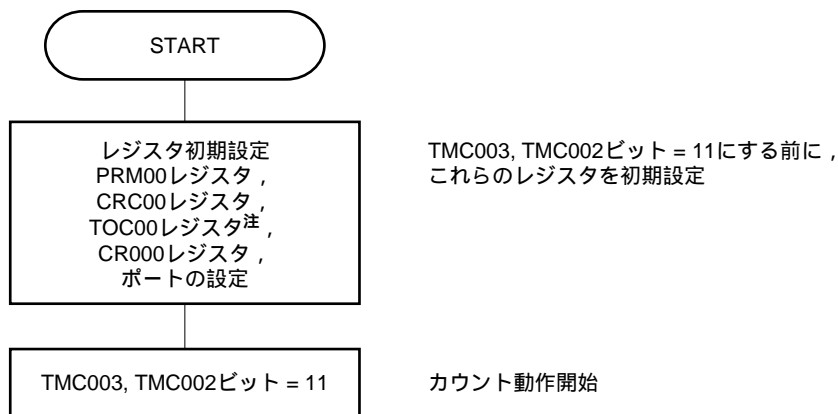 START
レジスタ初期設定
PRM00レジスタ，
CRC00レジスタ，
TOC00レジスタ注，
CR000レジスタ，
ポートの設定
TMC003, TMC002ビット = 11にする前に，
これらのレジスタを初期設定
TMC003, TMC002ビット = 11
カウント動作開始